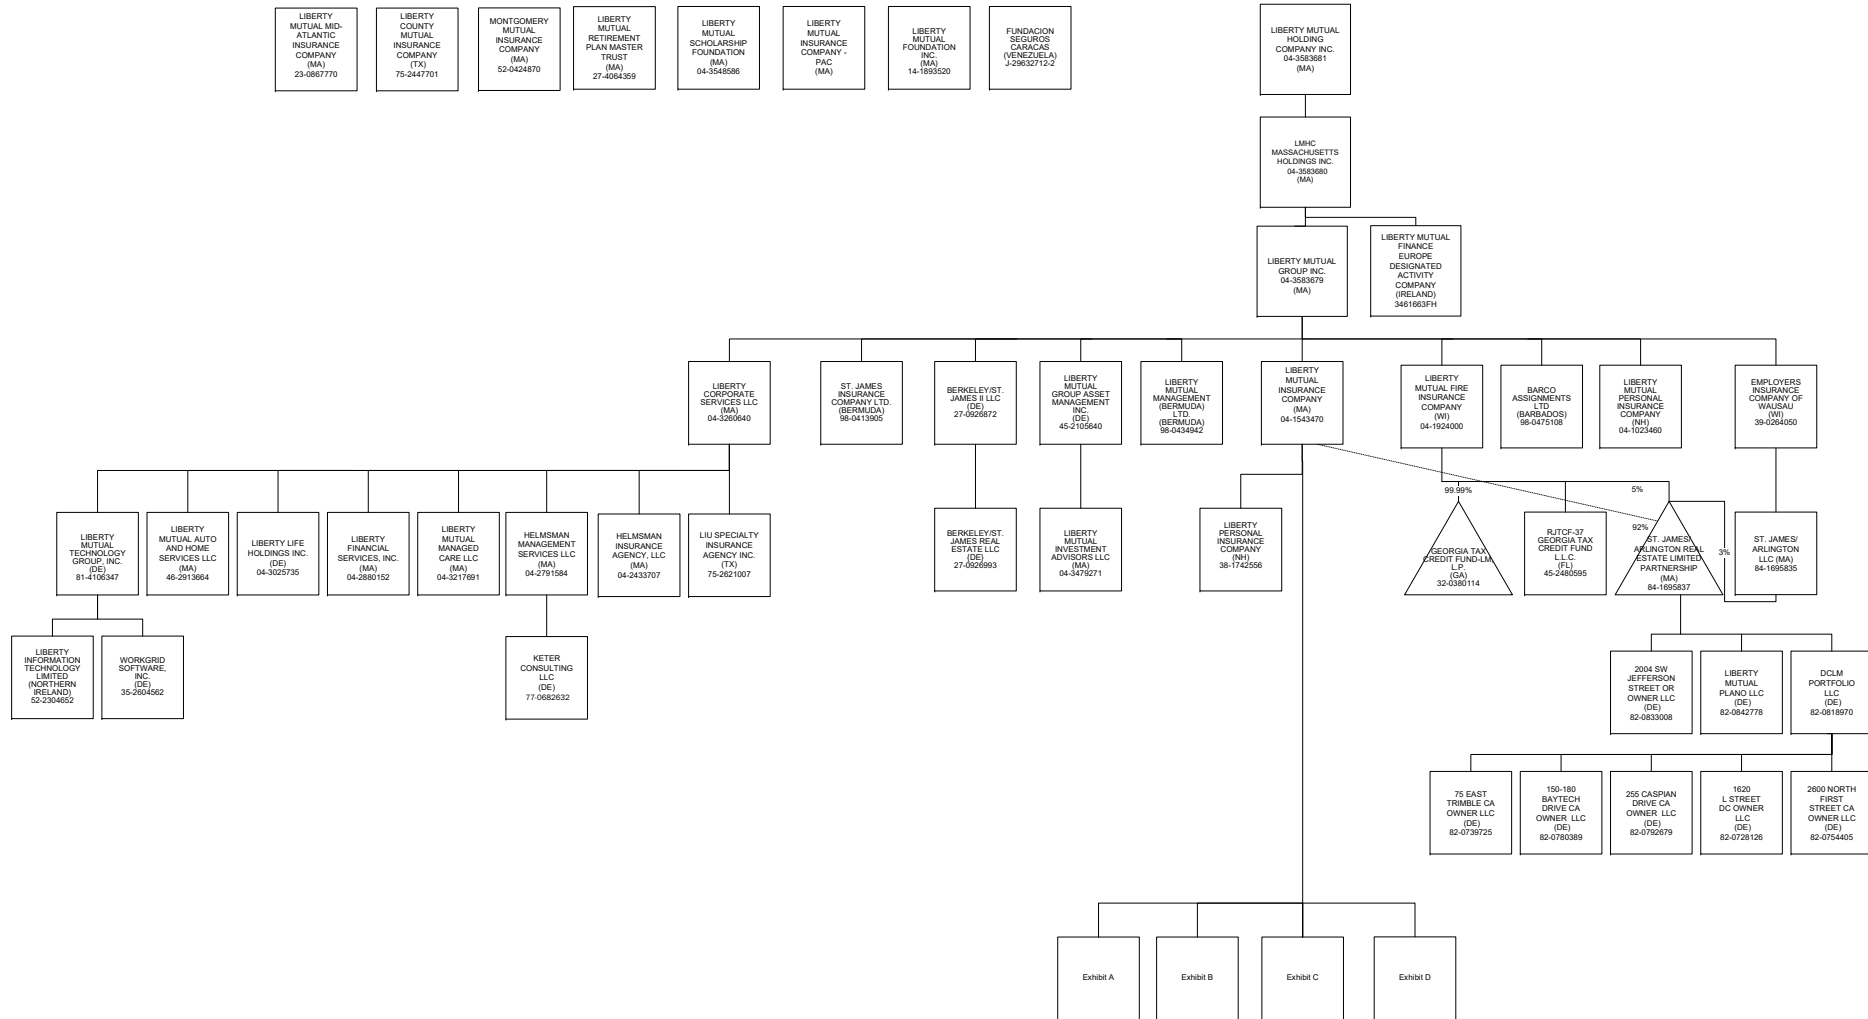 LIBERTY
MUTUAL MID-
ATLANTIC
INSURANCE
COMPANY
(MA)
23-0867770
LIBERTY
COUNTY
MUTUAL
INSURANCE
COMPANY
(TX)
75-2447701
MONTGOMERY
MUTUAL
INSURANCE
COMPANY
(MA)
52-0424870
LIBERTY
MUTUAL
RETIREMENT
PLAN MASTER
TRUST
(MA)
27-4064359
LIBERTY
MUTUAL
SCHOLARSHIP
FOUNDATION
(MA)
04-3548586
LIBERTY
MUTUAL
INSURANCE
COMPANY -
PAC
(MA)
LIBERTY
MUTUAL
FOUNDATION
INC.
(MA)
14-1893520
FUNDACION
SEGUROS
CARACAS
(VENEZUELA)
J-29632712-2
LIBERTY MUTUAL
HOLDING
COMPANY INC.
04-3583681
(MA)
LMHC
MASSACHUSETTS
HOLDINGS INC.
04-3583680
(MA)
LIBERTY MUTUAL
GROUP INC.
04-3583679
(MA)
LIBERTY MUTUAL
FINANCE
EUROPE
DESIGNATED
ACTIVITY
COMPANY
(IRELAND)
3461663FH
LIBERTY
CORPORATE
SERVICES LLC
(MA)
04-3260640
ST. JAMES
INSURANCE
COMPANY LTD.
(BERMUDA)
98-0413905
BERKELEY/ST.
JAMES II LLC
(DE)
27-0926872
LIBERTY
MUTUAL
GROUP ASSET
MANAGEMENT
INC.
(DE)
45-2105640
LIBERTY
MUTUAL
MANAGEMENT
(BERMUDA)
LTD.
(BERMUDA)
98-0434942
LIBERTY
MUTUAL
INSURANCE
COMPANY
(MA)
04-1543470
LIBERTY
MUTUAL FIRE
INSURANCE
COMPANY
(WI)
04-1924000
BARCO
ASSIGNMENTS
LTD
(BARBADOS)
98-0475108
LIBERTY
MUTUAL
PERSONAL
INSURANCE
COMPANY
(NH)
04-1023460
EMPLOYERS
INSURANCE
COMPANY OF
WAUSAU
(WI)
39-0264050
LIBERTY
MUTUAL
TECHNOLOGY
GROUP, INC.
(DE)
81-4106347
LIBERTY
MUTUAL AUTO
AND HOME
SERVICES LLC
(MA)
46-2913664
LIBERTY LIFE
HOLDINGS INC.
(DE)
04-3025735
LIBERTY
FINANCIAL
SERVICES, INC.
(MA)
04-2880152
LIBERTY
MUTUAL
MANAGED
CARE LLC
(MA)
04-3217691
HELMSMAN
MANAGEMENT
SERVICES LLC
(MA)
04-2791584
HELMSMAN
INSURANCE
AGENCY, LLC
(MA)
04-2433707
LIU SPECIALTY
INSURANCE
AGENCY INC.
(TX)
75-2621007
BERKELEY/ST.
JAMES REAL
ESTATE LLC
(DE)
27-0926993
LIBERTY
MUTUAL
INVESTMENT
ADVISORS LLC
(MA)
04-3479271
LIBERTY
PERSONAL
INSURANCE
COMPANY
(NH)
38-1742556
99.99%
GEORGIA TAX
CREDIT FUND-LM,
L.P.
(GA)
32-0380114
RJTCF-37
GEORGIA TAX
CREDIT FUND
L.L.C.
(FL)
45-2480595
5%
92%
3%
ST. JAMES/
ARLINGTON REAL
ESTATE LIMITED
PARTNERSHIP
(MA)
84-1695837
ST. JAMES/
ARLINGTON
LLC (MA)
84-1695835
LIBERTY
INFORMATION
TECHNOLOGY
LIMITED
(NORTHERN
IRELAND)
52-2304652
WORKGRID
SOFTWARE,
INC.
(DE)
35-2604562
KETER
CONSULTING
LLC
(DE)
77-0682632
2004 SW
JEFFERSON
STREET OR
OWNER LLC
(DE)
82-0833008
LIBERTY
MUTUAL
PLANO LLC
(DE)
82-0842778
DCLM
PORTFOLIO
LLC
(DE)
82-0818970
75 EAST
TRIMBLE CA
OWNER LLC
(DE)
82-0739725
150-180
BAYTECH
DRIVE CA
OWNER LLC
(DE)
82-0780389
255 CASPIAN
DRIVE CA
OWNER LLC
(DE)
82-0792679
1620
L STREET
DC OWNER
LLC
(DE)
82-0728126
2600 NORTH
FIRST
STREET CA
OWNER LLC
(DE)
82-0754405
Exhibit A
Exhibit B
Exhibit C
Exhibit D